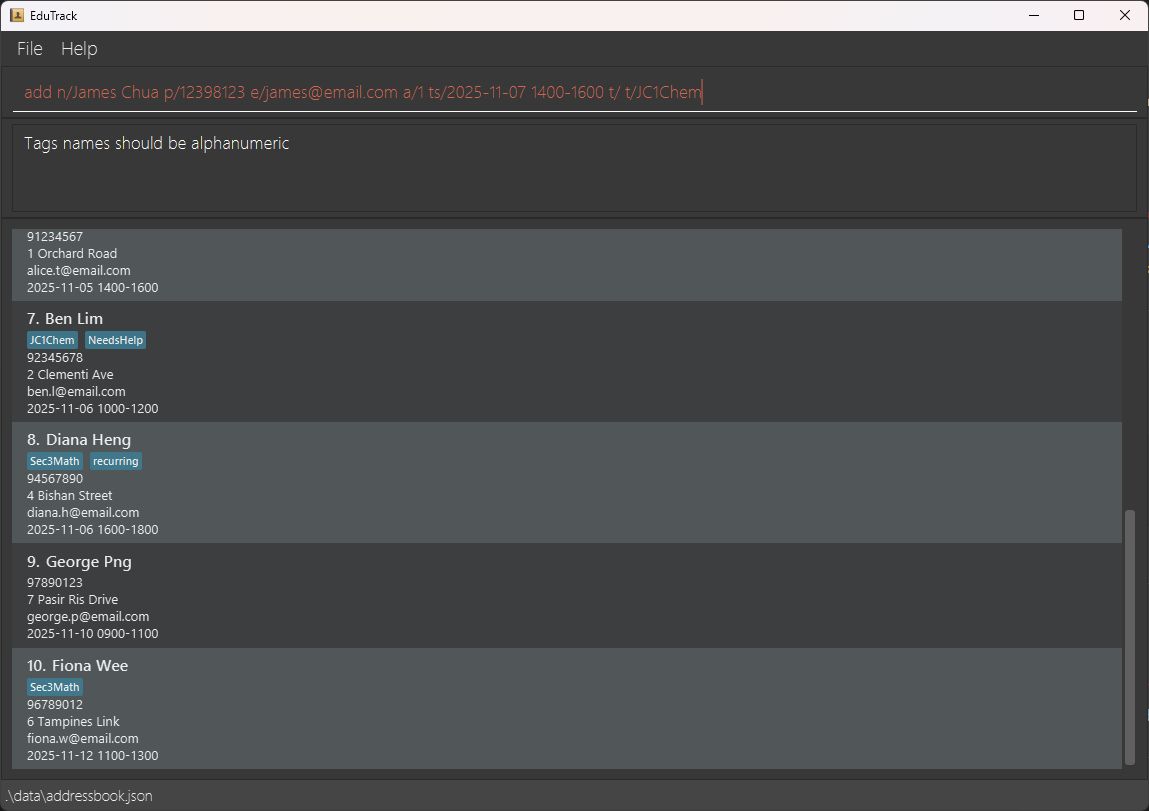 EduTrack
File Help
add n/James Chua p/12398123 e/james@email.com a/1 ts/2025-11-07 1400-1600 t/ t/JC1Chem
Tags names should be alphanumeric
91234567
1 Orchard Road
alice.t@email.com
2025-11-05 1400-1600
7. Ben Lim
JC1Chem NeedsHelp
92345678
2 Clementi Ave
ben.l@email.com
2025-11-06 1000-1200
8. Diana Heng
Sec3Math recurring
94567890
4 Bishan Street
diana.h@email.com
2025-11-06 1600-1800
9. George Png
97890123
7 Pasir Ris Drive
george.p@email.com
2025-11-10 0900-1100
10. Fiona Wee
Sec3Math
96789012
6 Tampines Link
fiona.w@email.com
2025-11-12 1100-1300
.\data\addressbook.json